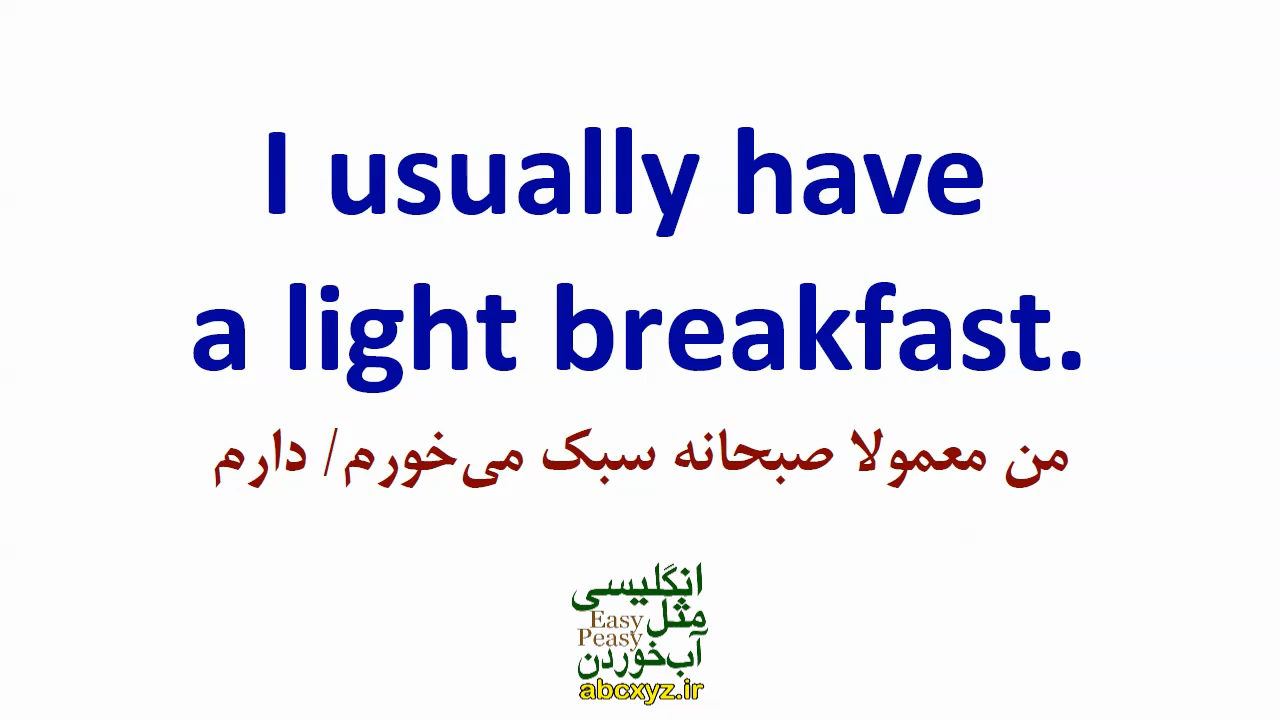 I usually have
a light breakfast.
من معمولا صبحانه سبک می‌خورم/ دارم
انگلیسی
مثل
Easy
Peasy
آب‌خوردن
abcxyz.ir